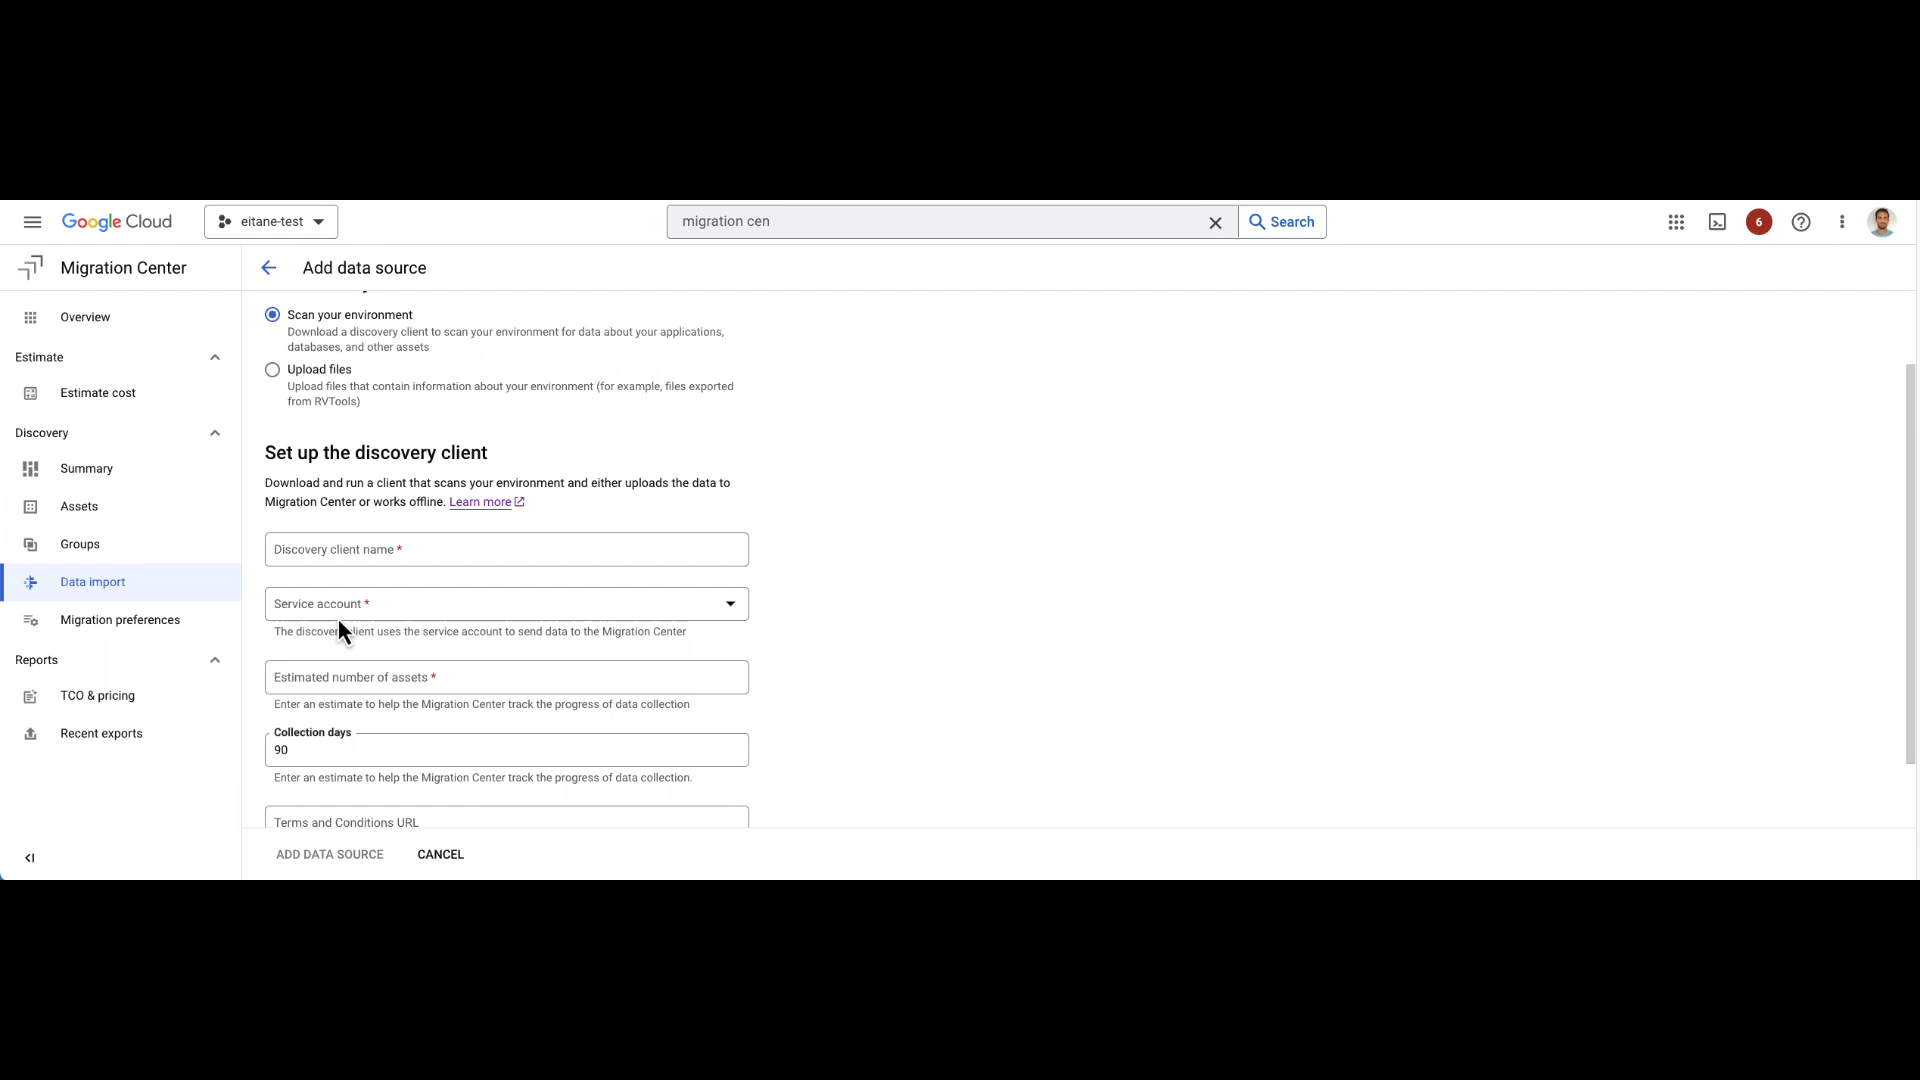 Google Cloud
eitane-test
migration cen
Search
6
Migration Center
Add data source
Overview
Estimate
Estimate cost
Discovery
Summary
Assets
Groups
Data import
Migration preferences
Reports
TCO & pricing
Recent exports
Scan your environment
Download a discovery client to scan your environment for data about your applications,
databases, and other assets
Upload files
Upload files that contain information about your environment (for example, files exported
from RVTools)
Set up the discovery client
Download and run a client that scans your environment and either uploads the data to
Migration Center or works offline. Learn more
Discovery client name *
Service account *
The discovery client uses the service account to send data to the Migration Center
Estimated number of assets *
Enter an estimate to help the Migration Center track the progress of data collection
Collection days
90
Enter an estimate to help the Migration Center track the progress of data collection.
Terms and Conditions URL
ADD DATA SOURCE
CANCEL